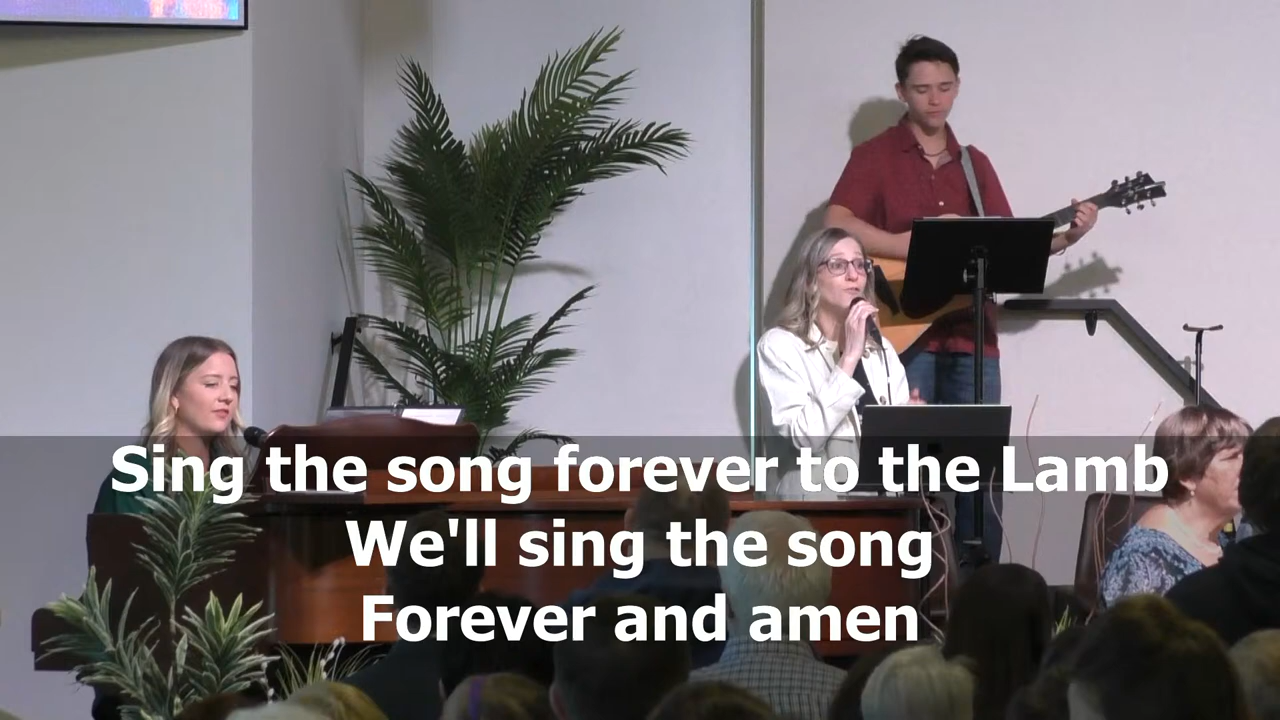 Sing the song forever to the Lamb
We'll sing the song
Forever and amen